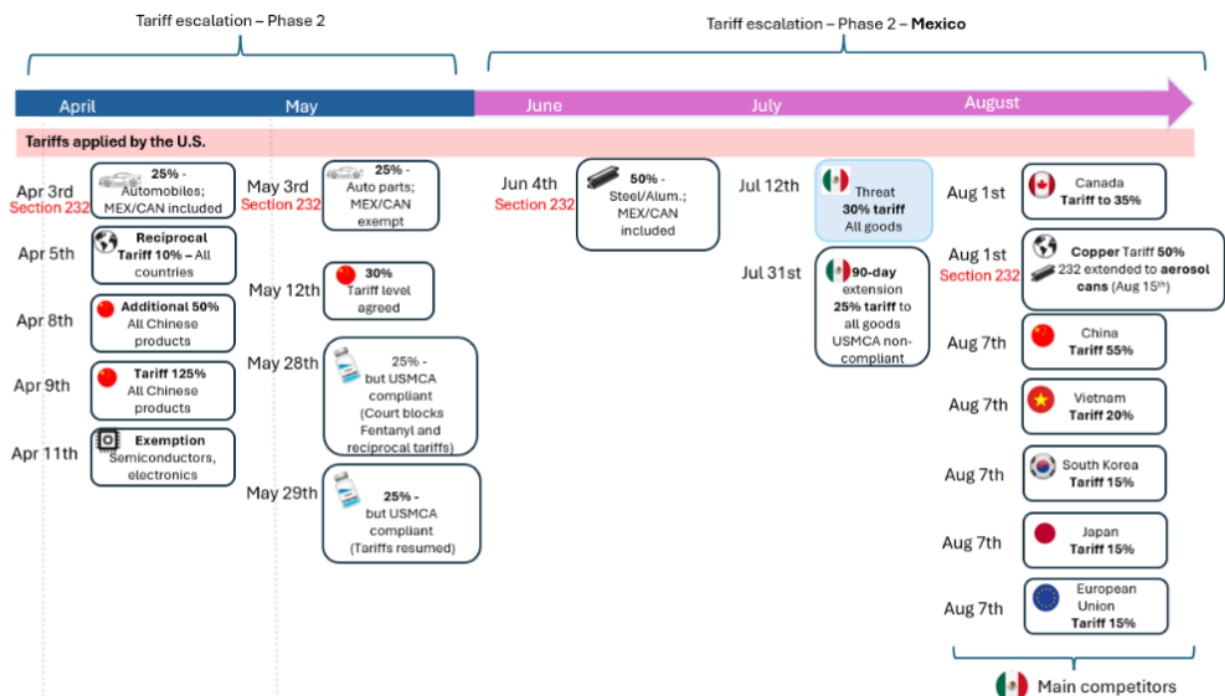 Tariff escalation – Phase 2
Tariff escalation – Phase 2 – Mexico
April
May
June
July
August
Tariffs applied by the U.S.
Apr 3rd
Section 232
25% -
Automobiles;
MEX/CAN included
Apr 5th
Reciprocal
Tariff 10% – All
countries
Apr 8th
Additional 50%
All Chinese
products
Apr 9th
Tariff 125%
All Chinese
products
Apr 11th
Exemption
Semiconductors,
electronics
May 3rd
Section 232
25% -
Auto parts;
MEX/CAN
exempt
May 12th
30%
Tariff level
agreed
May 28th
25% -
but USMCA
compliant
(Court blocks
Fentanyl and
reciprocal tariffs)
May 29th
25% -
but USMCA
compliant
(Tariffs resumed)
Jun 4th
Section 232
50% -
Steel/Alum.;
MEX/CAN
included
Jul 12th
Threat
30% tariff
All goods
Jul 31st
90-day
extension
25% tariff to
all goods
USMCA non-
compliant
Aug 1st
Canada
Tariff to 35%
Aug 1st
Section 232
Copper Tariff 50%
232 extended to aerosol
cans (Aug 15th)
Aug 7th
China
Tariff 55%
Aug 7th
Vietnam
Tariff 20%
Aug 7th
South Korea
Tariff 15%
Aug 7th
Japan
Tariff 15%
Aug 7th
European
Union
Tariff 15%
Main competitors